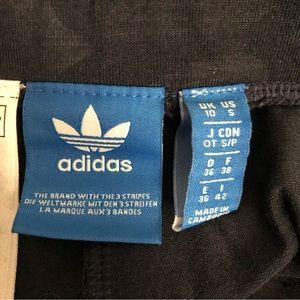 adidas
THE BRAND WITH THE 3 STRIPES
DIE WELTMARKE MIT DEN 3 STREIFEN
LA MARQUE AUX 3 BANDES
UK US
10 S
J CDN
OT S/P
D F
36 38
E I
36 42
MADE IN